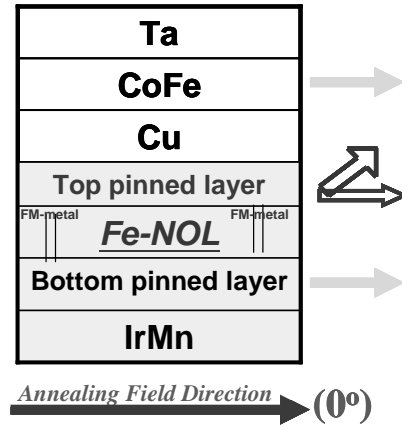 Ta
CoFe
Cu
Top pinned layer
FM-metal FM-metal
Fe-NOL
Bottom pinned layer
IrMn
Annealing Field Direction (0º)